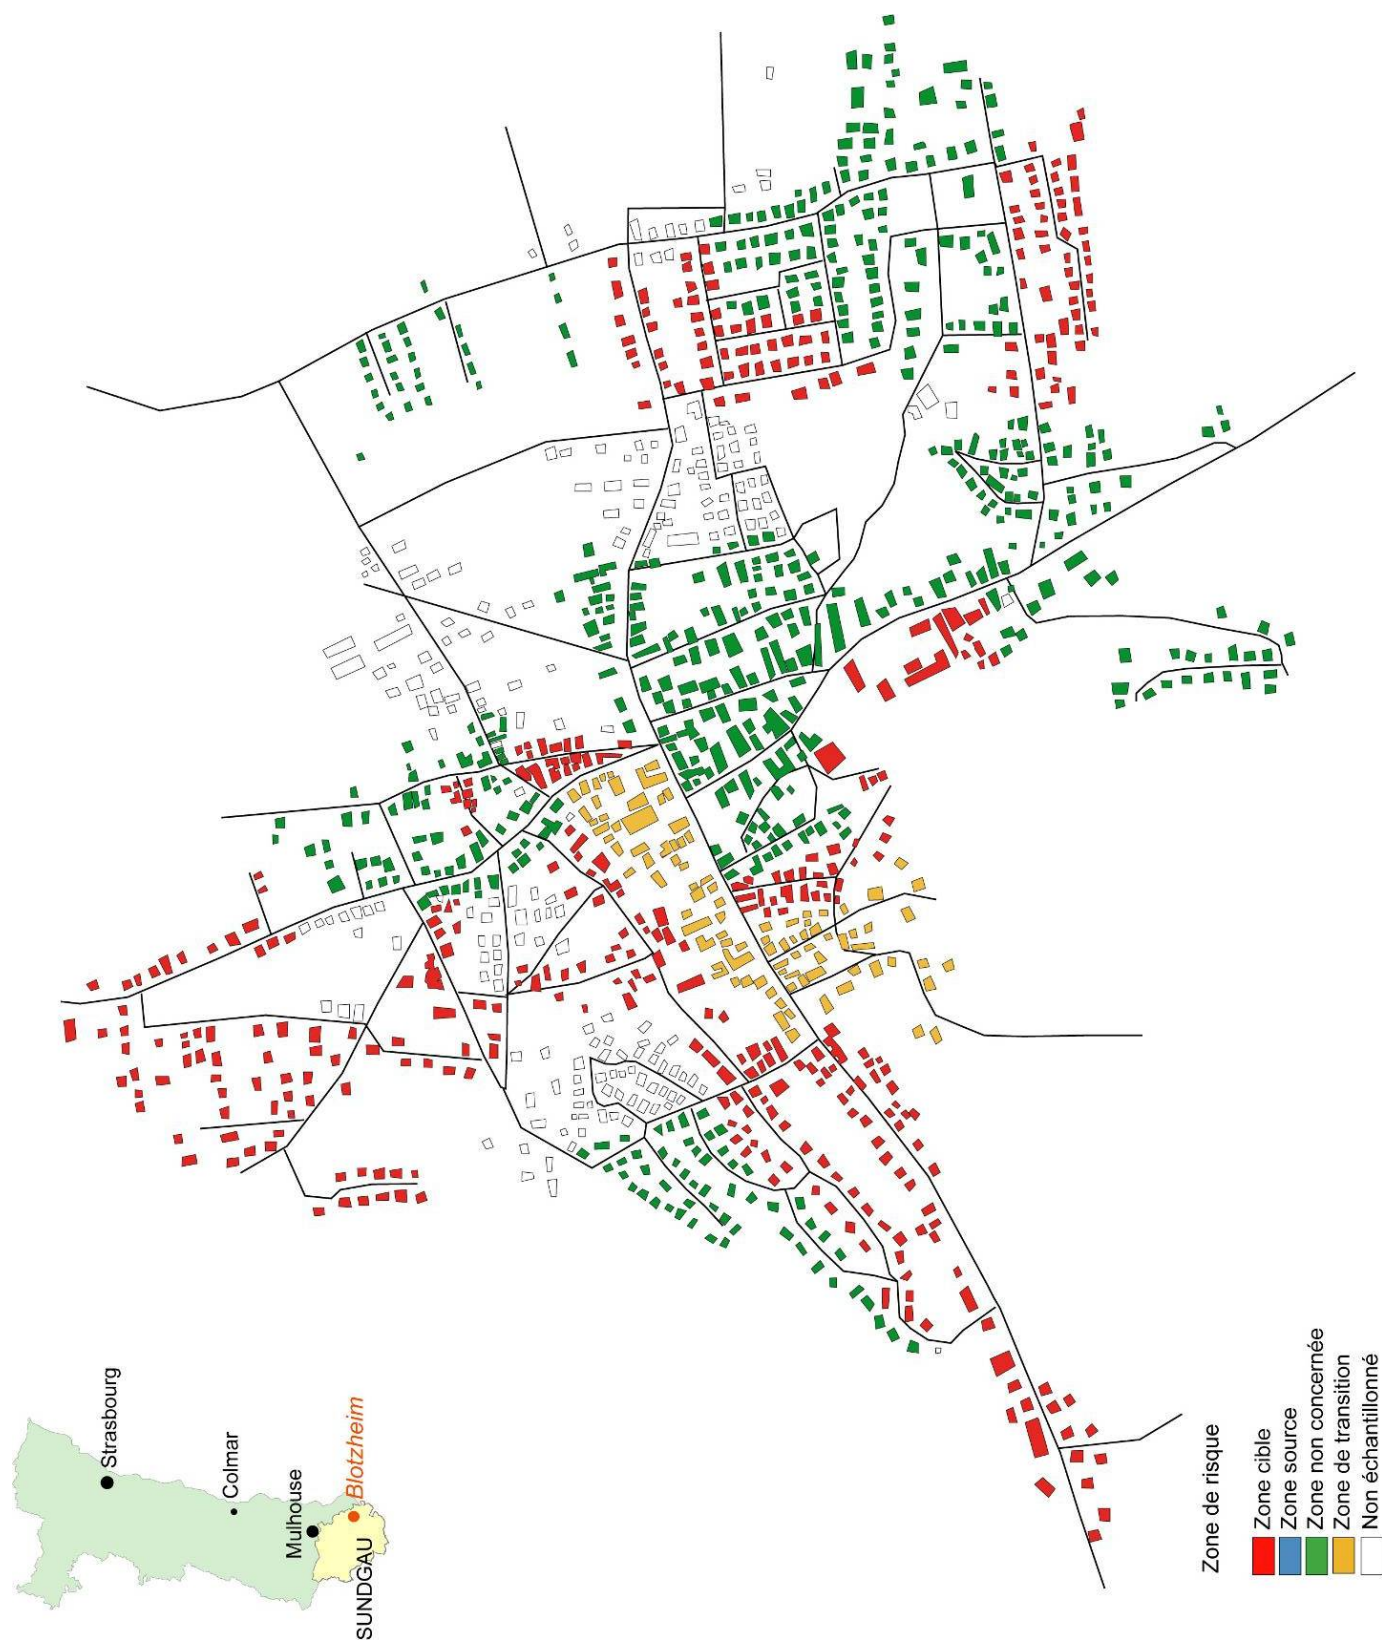 Strasbourg
Colmar
Mulhouse
Blotzheim
SUNDGAU
Zone de risque
Zone cible
Zone source
Zone non concernée
Zone de transition
Non échantillonné